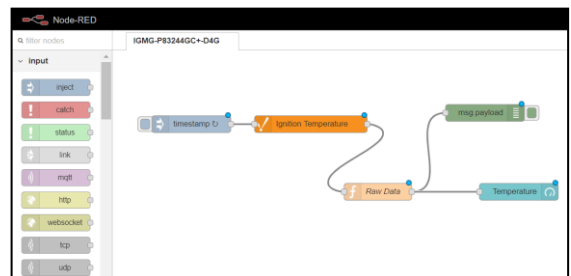 Node-RED
filter nodes
IGMG-P83244GC+-D4G
input
inject
catch
status
link
mqtt
http
websocket
tcp
udp
timestamp ↻
Ignition Temperature
msg.payload
f Raw Data
Temperature